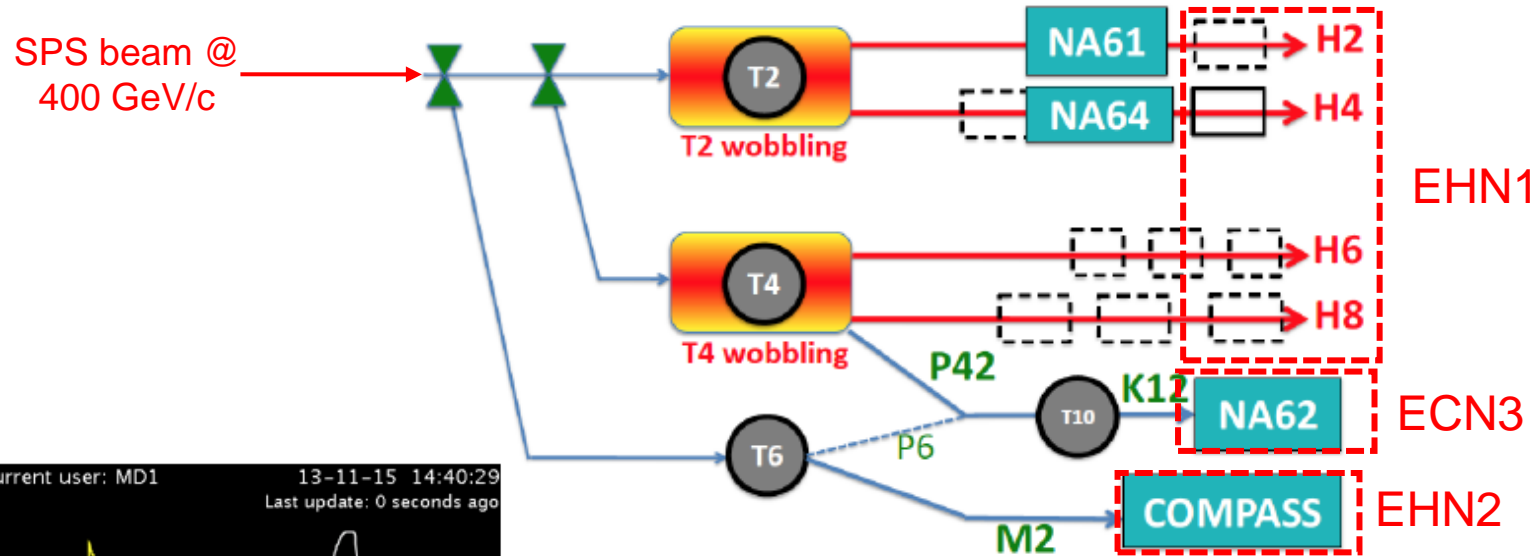 SPS beam @
400 GeV/c
T2
T2 wobbling
NA61
H2
NA64
H4
EHN1
T4
T4 wobbling
H6
H8
P42
K12
T10
NA62
ECN3
T6
P6
M2
COMPASS
EHN2
urrent user: MD1
13-11-15 14:40:29
Last update: 0 seconds ago